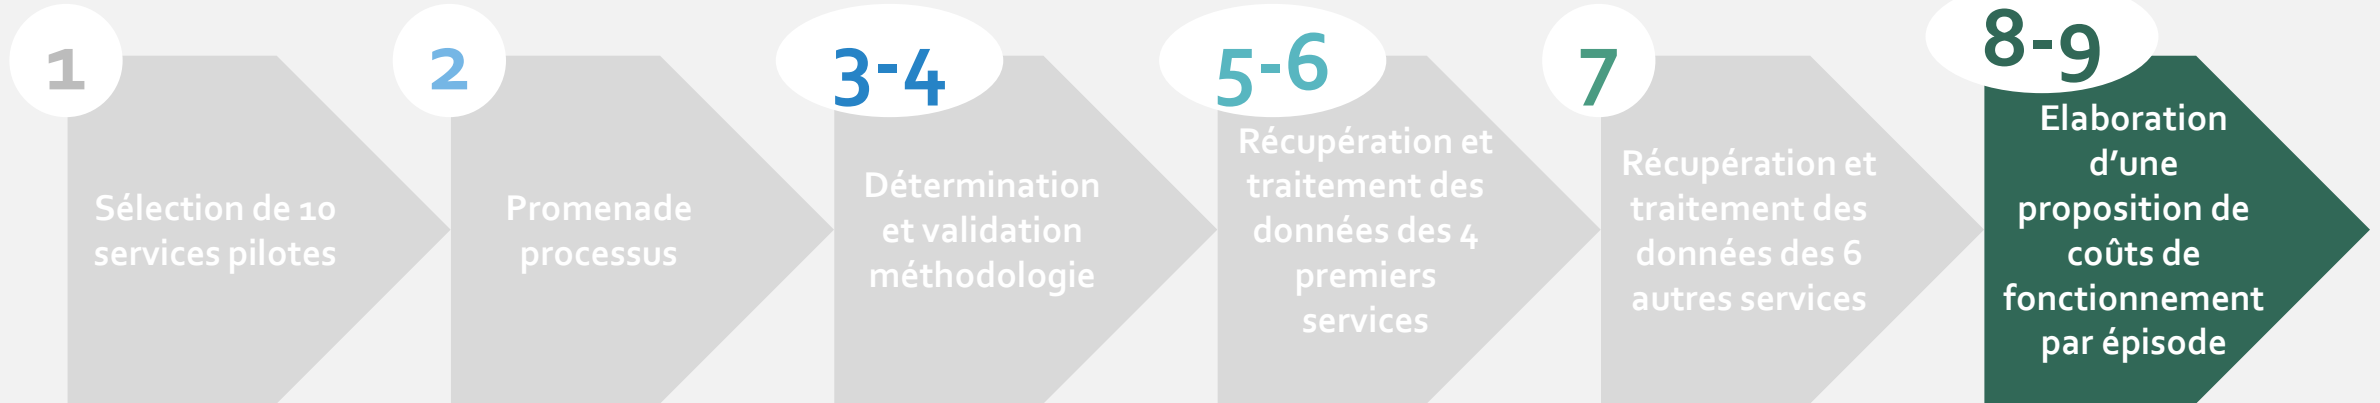 1
Sélection de 10
services pilotes
2
Promenade
processus
3-4
Détermination
et validation
méthodologie
5-6
Récupération et
traitement des
données des 4
premiers
services
7
Récupération et
traitement des
données des 6
autres services
8-9
Elaboration
d’une
proposition de
coûts de
fonctionnement
par épisode